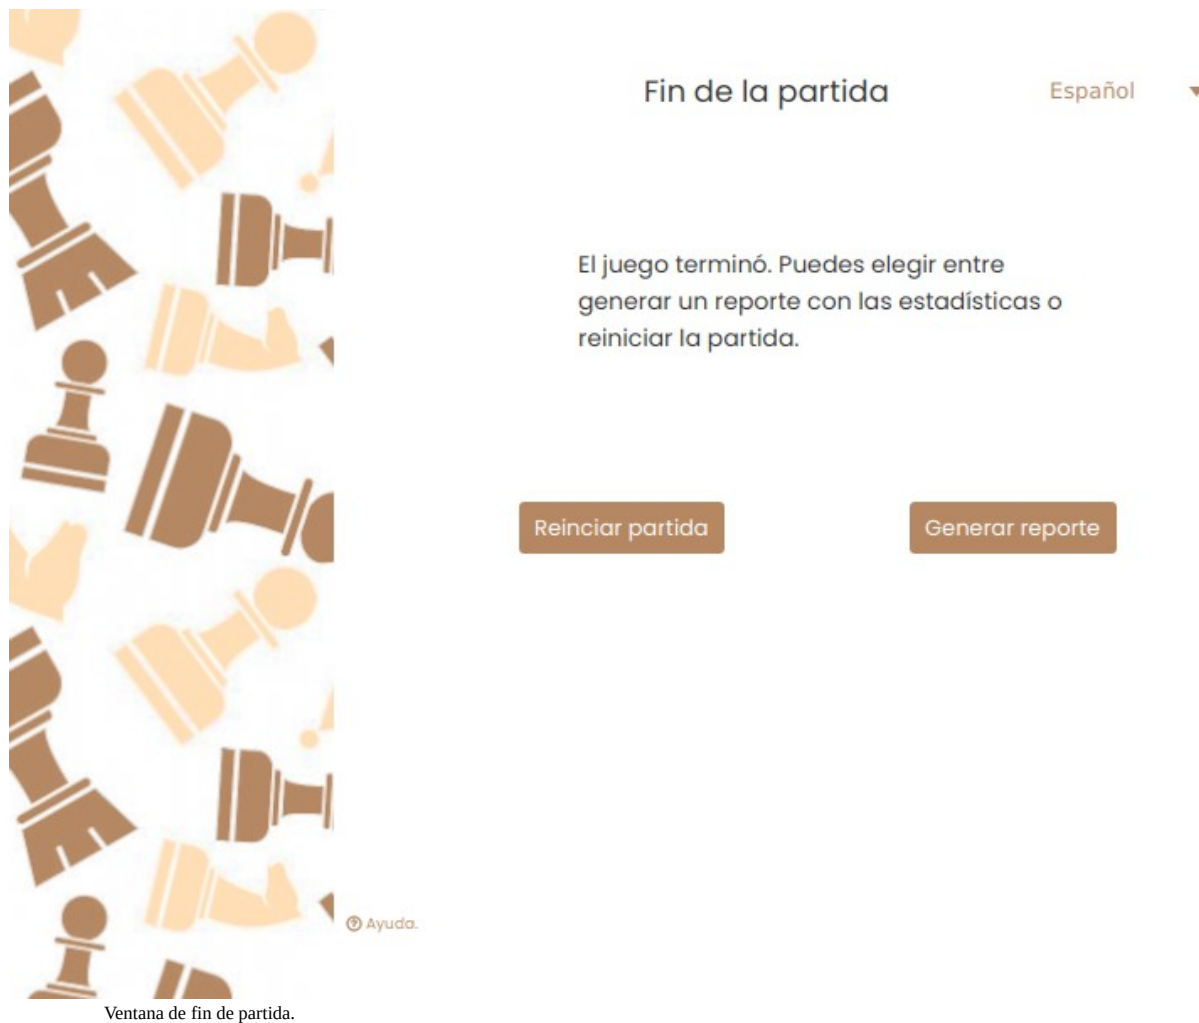 Fin de la partida
Español
El juego terminó. Puedes elegir entre
generar un reporte con las estadísticas o
reiniciar la partida.
Reinciar partida
Generar reporte
Ayuda.
Ventana de fin de partida.